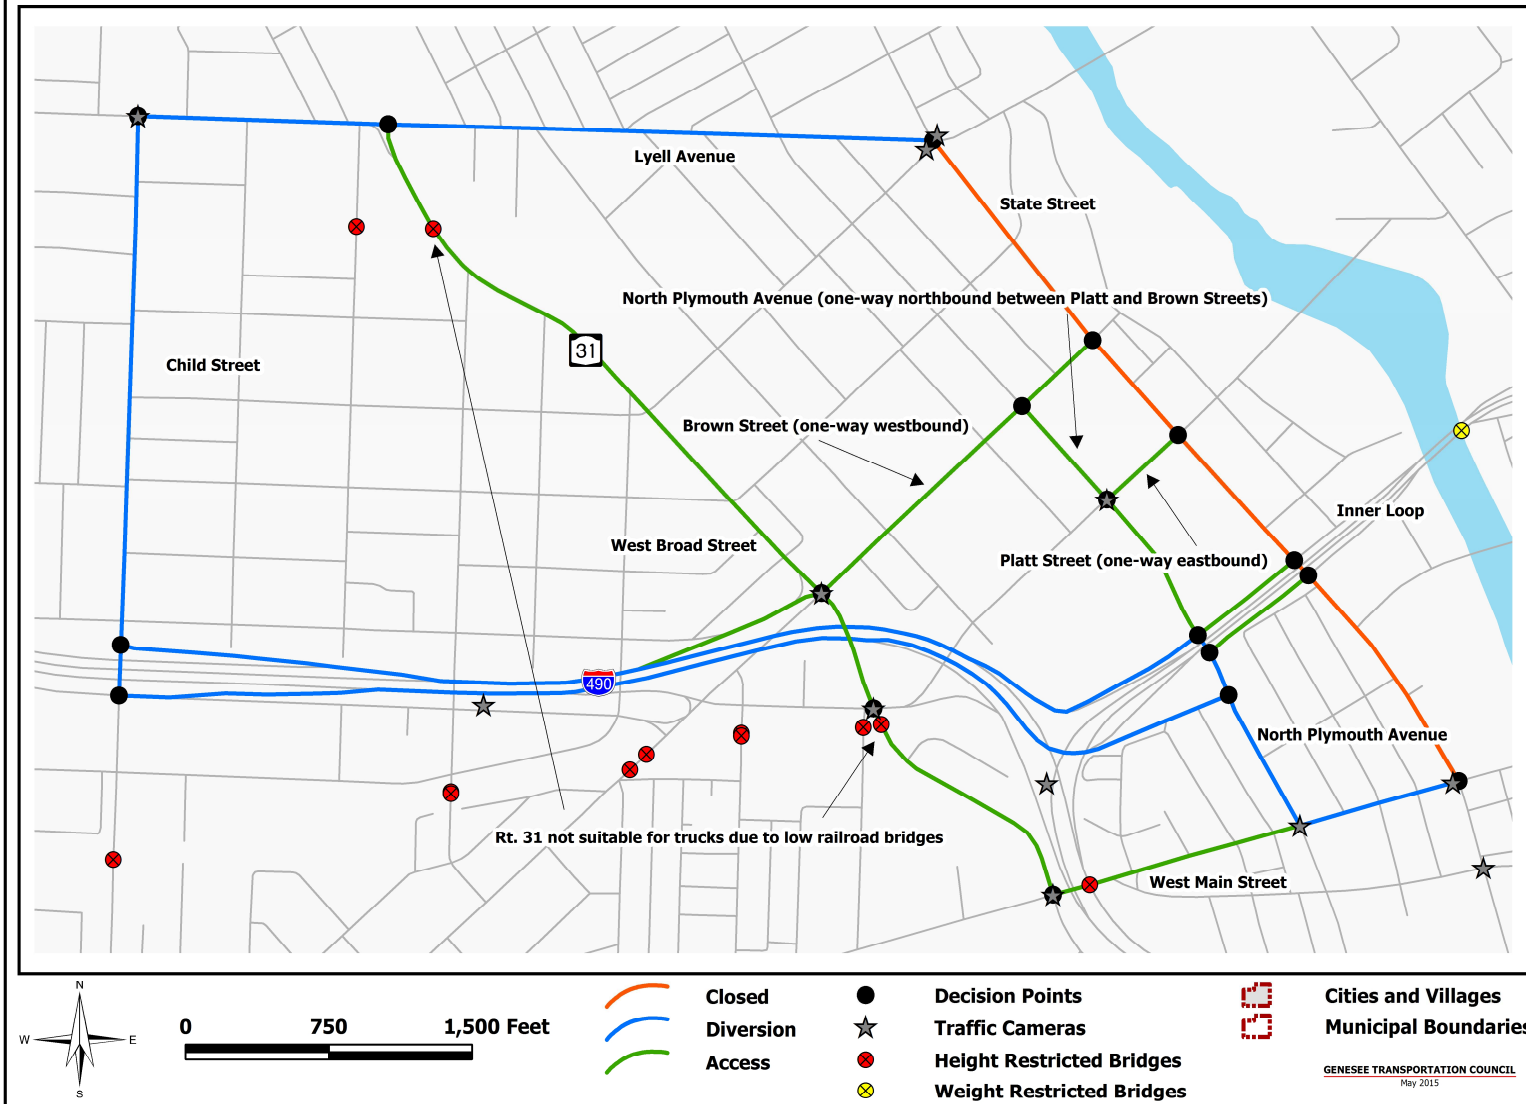 Lyell Avenue
State Street
North Plymouth Avenue (one-way northbound between Platt and Brown Streets)
31
Child Street
Brown Street (one-way westbound)
Inner Loop
West Broad Street
Platt Street (one-way eastbound)
490
North Plymouth Avenue
Rt. 31 not suitable for trucks due to low railroad bridges
West Main Street
N
W E
S
0 750 1,500 Feet
Closed
Diversion
Access
Decision Points
Traffic Cameras
Height Restricted Bridges
Weight Restricted Bridges
Cities and Villages
Municipal Boundaries
GENESEE TRANSPORTATION COUNCIL
May 2015